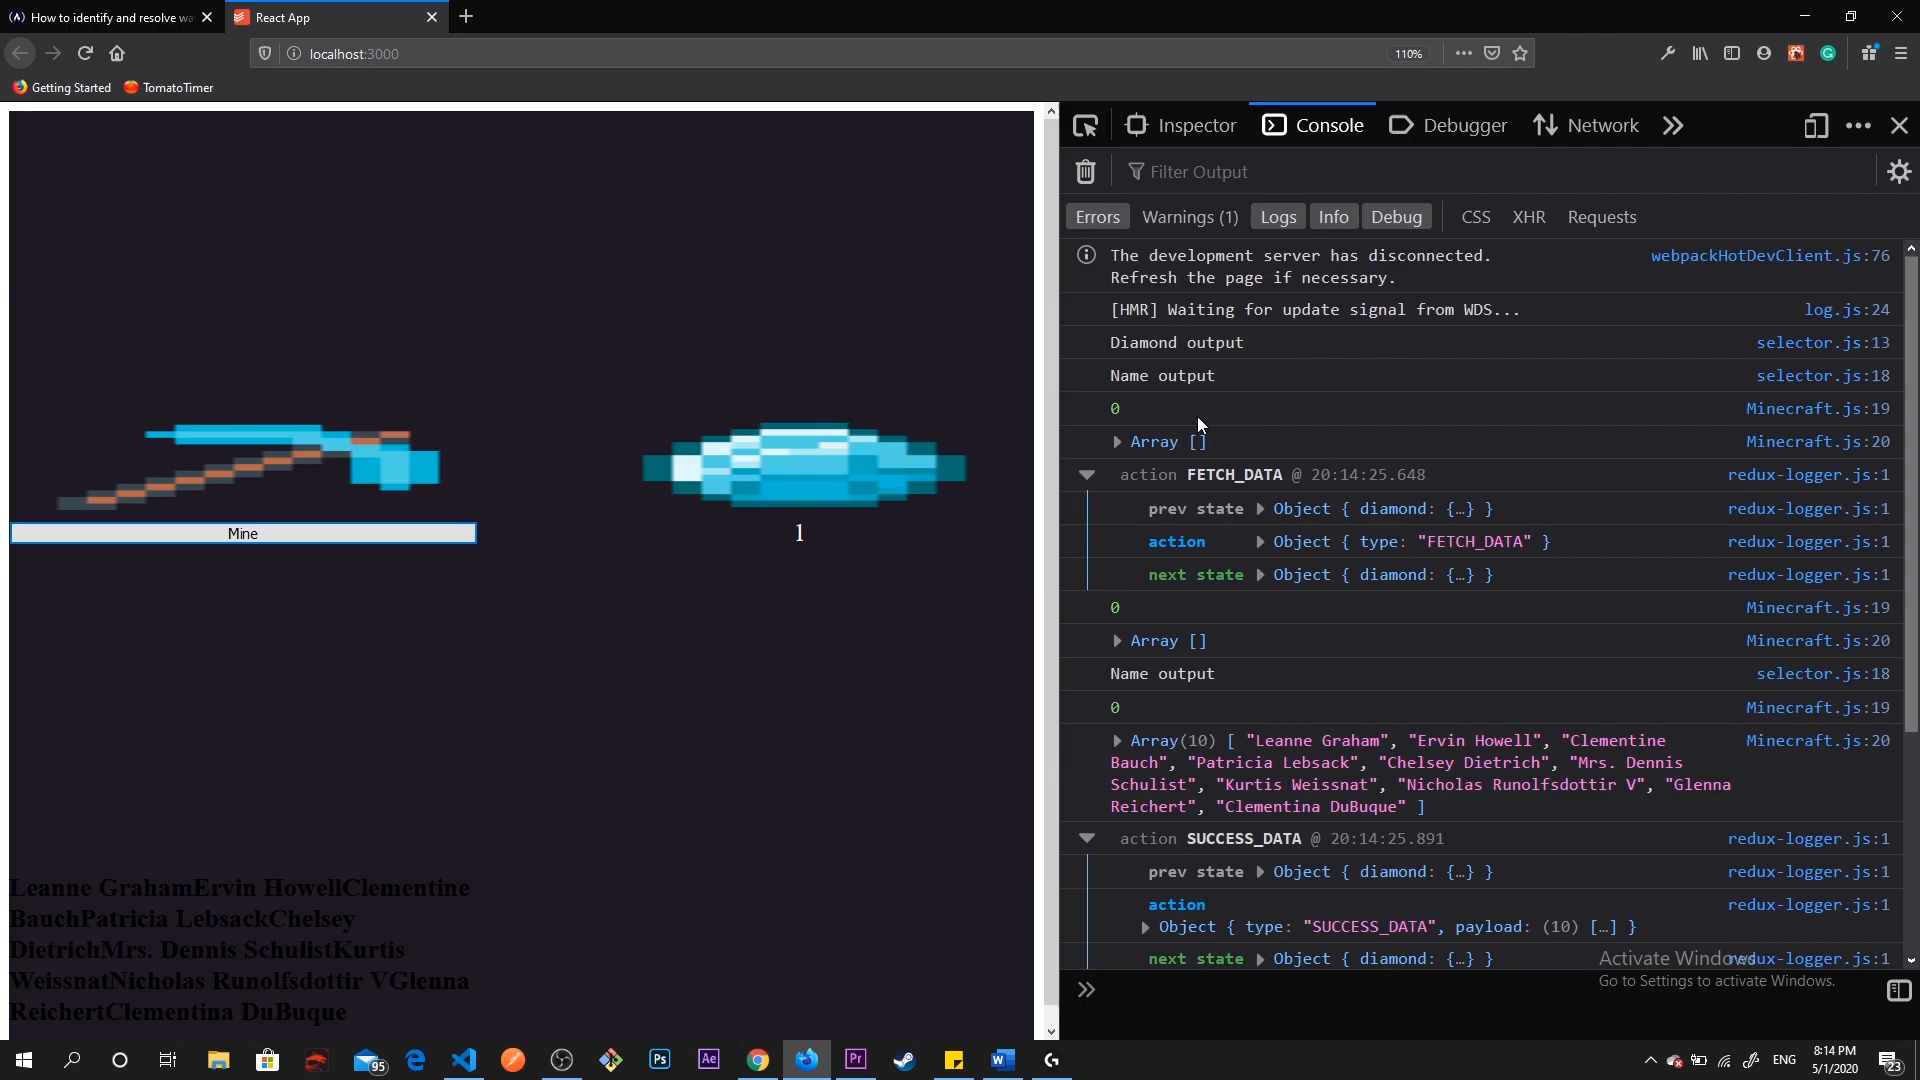 How to identify and resolve wa
React App
localhost:3000
110%
Getting Started
TomatoTimer
Inspector
Console
Debugger
Network
Filter Output
Errors
Warnings (1)
Logs
Info
Debug
CSS
XHR
Requests
The development server has disconnected. webpackHotDevClient.js:76
Refresh the page if necessary.
[HMR] Waiting for update signal from WDS... log.js:24
Diamond output selector.js:13
Name output selector.js:18
0 Minecraft.js:19
Array [] Minecraft.js:20
action FETCH_DATA @ 20:14:25.648 redux-logger.js:1
prev state Object { diamond: {…} } redux-logger.js:1
action Object { type: "FETCH_DATA" } redux-logger.js:1
next state Object { diamond: {…} } redux-logger.js:1
0 Minecraft.js:19
Array [] Minecraft.js:20
Name output selector.js:18
0 Minecraft.js:19
Array(10) [ "Leanne Graham", "Ervin Howell", "Clementine Minecraft.js:20
Bauch", "Patricia Lebsack", "Chelsey Dietrich", "Mrs. Dennis
Schulist", "Kurtis Weissnat", "Nicholas Runolfsdottir V", "Glenna
Reichert", "Clementina DuBuque" ]
action SUCCESS_DATA @ 20:14:25.891 redux-logger.js:1
prev state Object { diamond: {…} } redux-logger.js:1
action redux-logger.js:1
Object { type: "SUCCESS_DATA", payload: (10) […] }
next state Object { diamond: {…} } redux-logger.js:1
Activate Windows
Go to Settings to activate Windows.
Mine
1
Leanne GrahamErvin HowellClementine
BauchPatricia LebsackChelsey
DietrichMrs. Dennis SchulistKurtis
WeissnatNicholas Runolfsdottir VGlenna
ReichertClementina DuBuque
95
Ps
Ae
Pr
W
ENG
8:14 PM
5/1/2020
23